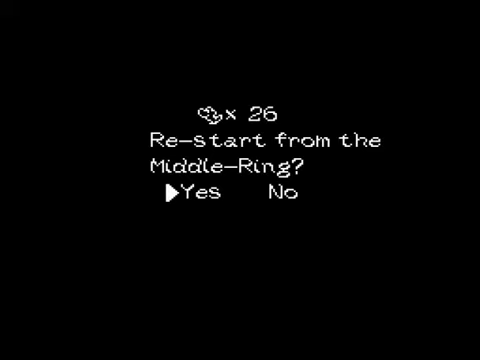 x 26
Re-start from the
Middle-Ring?
Yes No